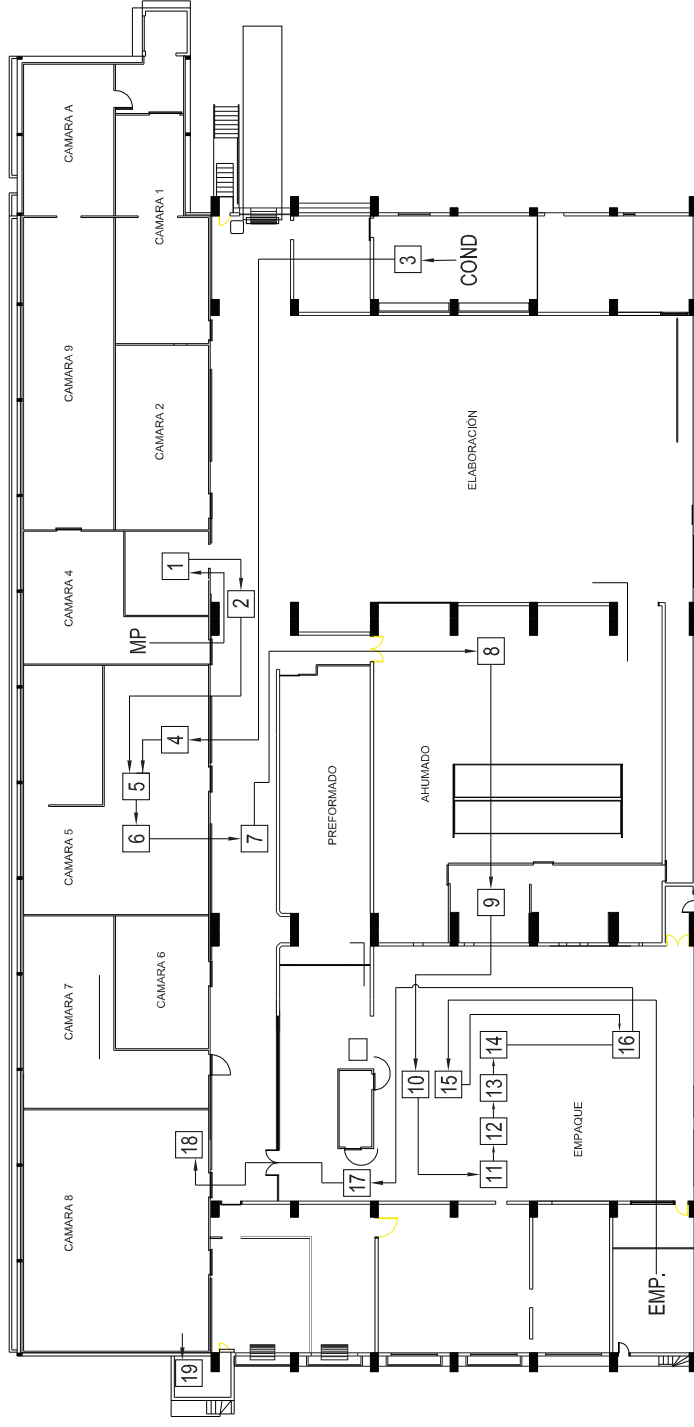 CAMARA 8
CAMARA 7
CAMARA 5
CAMARA 4
CAMARA 9
CAMARA A
6
5
MP
CAMARA 6
CAMARA 2
CAMARA 1
19
18
4
1
7
2
PREFORMADO
17
10
AHUMADO
3
15
ELABORACIÓN
COND
11
12
13
14
9
8
EMPAQUE
16
EMP.